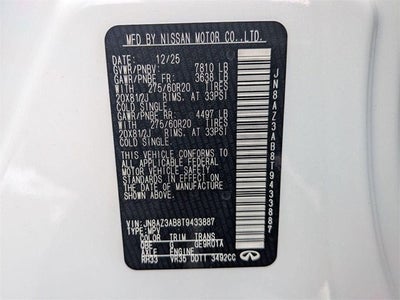 MFD BY NISSAN MOTOR CO.,LTD.
DATE: 12/25
GVWR/PNBV: 7810 LB
GAWR/PNBE FR: 3638 LB
WITH 275/60R20 TIRES
20X81/2J RIMS, AT 33PSI
COLD SINGLE.
GAWR/PNBE RR: 4497 LB
WITH 275/60R20 TIRES
20X81/2J RIMS, AT 33PSI
COLD SINGLE.
THIS VEHICLE CONFORMS TO
ALL APPLICABLE FEDERAL
MOTOR VEHICLE SAFETY
STANDARDS IN EFFECT ON
THE DATE OF MANUFACTURE
SHOWN ABOVE.
VIN: JN8AZ3AB8T9433887
TYPE: MPV
COLOR TRIM TRANS
QBE G GE9R01A
AXLE ENGINE
RH33 VR35 DDTT 3492CC
JN8AZ3AB8T9433887